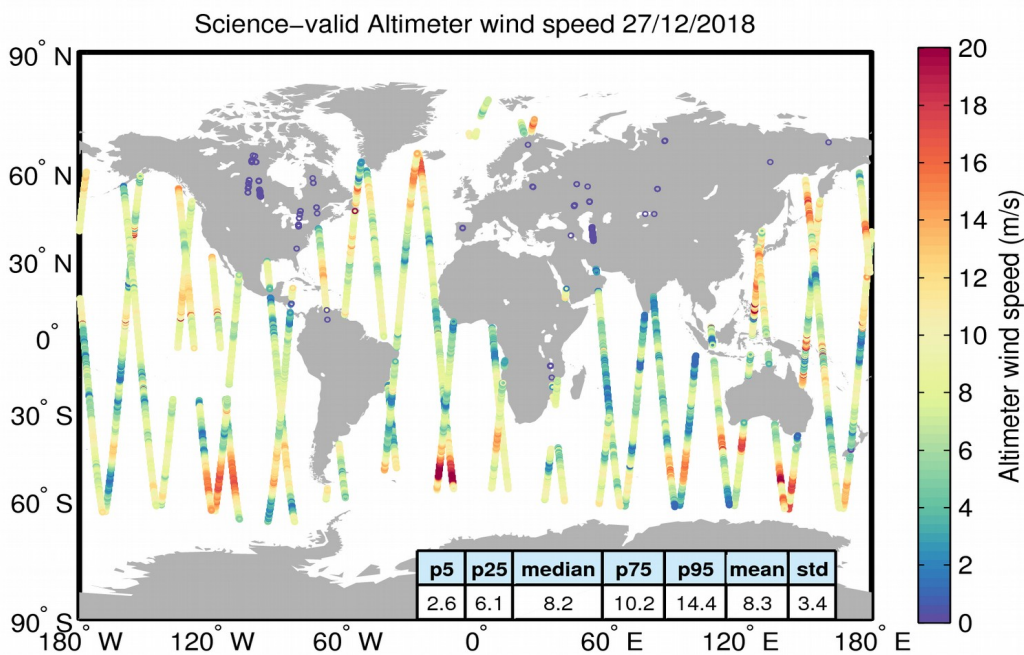 Science−valid Altimeter wind speed 27/12/2018
90° N
60° N
30° N
0°
30° S
60° S
90° S
180° W
120° W
60° W
0°
60° E
120° E
180° E
p5 p25 median p75 p95 mean std
2.6 6.1 8.2 10.2 14.4 8.3 3.4
20
18
16
14
12
10
8
6
4
2
0
Altimeter wind speed (m/s)